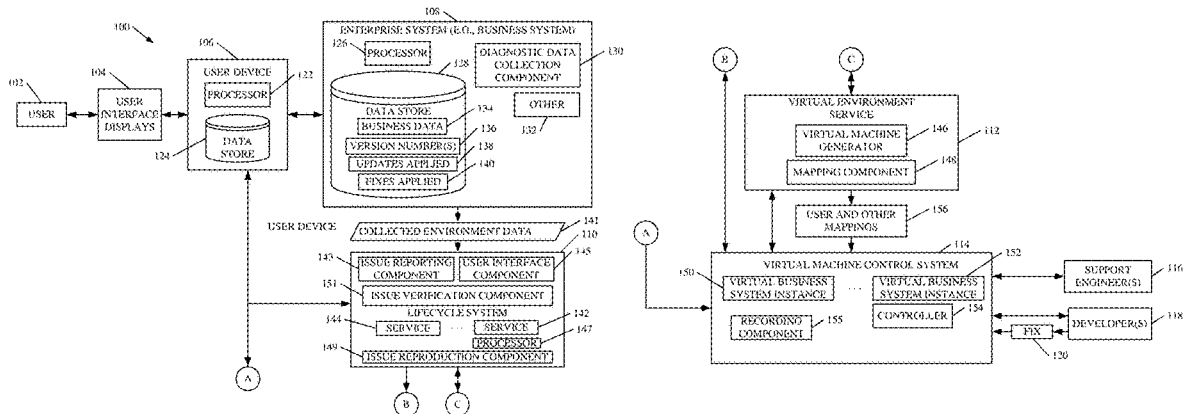 100
108
ENTERPRISE SYSTEM (E.G., BUSINESS SYSTEM)
126
PROCESSOR
128
DIAGNOSTIC DATA
COLLECTION
COMPONENT
130
OTHER
132
DATA STORE
BUSINESS DATA
134
VERSION NUMBER(S)
136
UPDATES APPLIED
138
FIXES APPLIED
140
106
USER DEVICE
122
PROCESSOR
DATA
STORE
124
104
USER
INTERFACE
DISPLAYS
102
USER
USER DEVICE
COLLECTED ENVIRONMENT DATA
141
110
ISSUE REPORTING
COMPONENT
143
USER INTERFACE
COMPONENT
145
151
ISSUE VERIFICATION COMPONENT
LIFECYCLE SYSTEM
144
SERVICE
...
SERVICE
142
PROCESSOR
147
149
ISSUE REPRODUCTION COMPONENT
A
B
C
B
C
VIRTUAL ENVIRONMENT
SERVICE
112
VIRTUAL MACHINE
GENERATOR
146
MAPPING COMPONENT
148
USER AND OTHER
MAPPINGS
156
A
114
VIRTUAL MACHINE CONTROL SYSTEM
150
VIRTUAL BUSINESS
SYSTEM INSTANCE
...
152
VIRTUAL BUSINESS
SYSTEM INSTANCE
CONTROLLER
154
RECORDING
COMPONENT
155
SUPPORT
ENGINEER(S)
116
DEVELOPER(S)
118
FIX
120